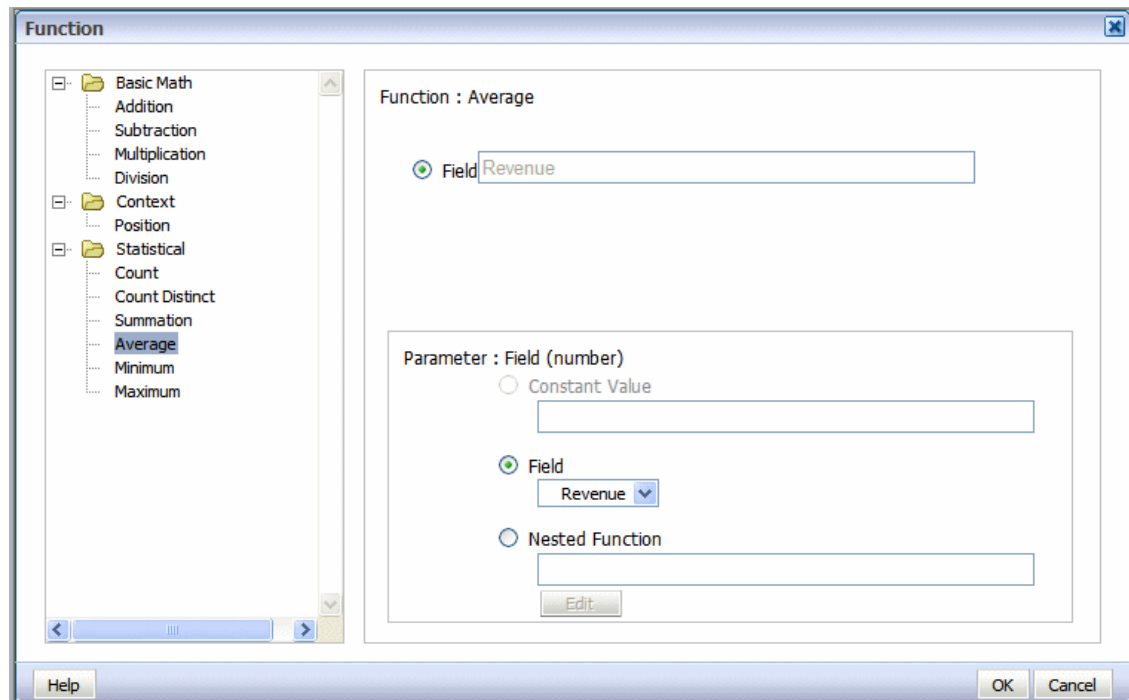 Function
Basic Math
Addition
Subtraction
Multiplication
Division
Context
Position
Statistical
Count
Count Distinct
Summation
Average
Minimum
Maximum
Function : Average
Field Revenue
Parameter : Field (number)
Constant Value
Field
Revenue
Nested Function
Edit
Help
OK
Cancel